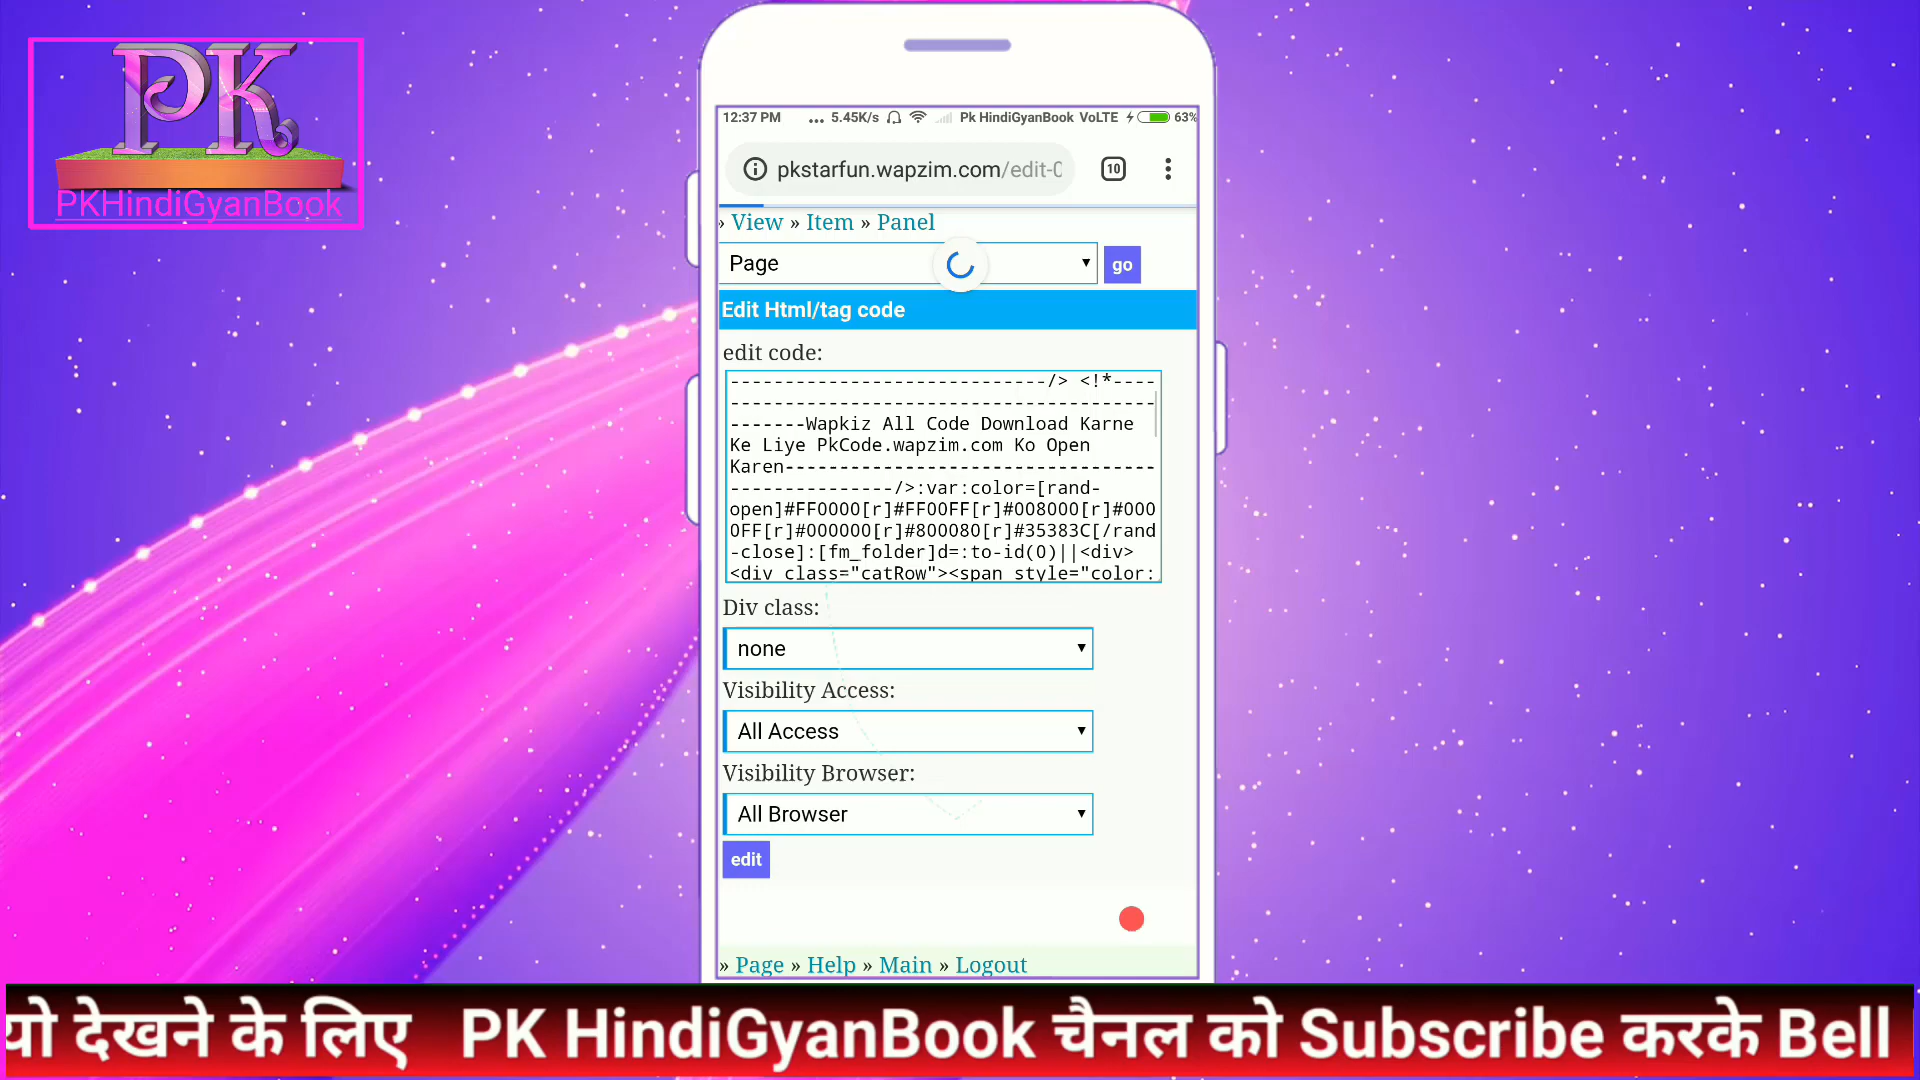 PK
PKHindiGyanBook
12:37 PM ... 5.45K/s Pk HindiGyanBook VoLTE 63%
pkstarfun.wapzim.com/edit-0
10
» View » Item » Panel
Page
go
Edit Html/tag code
edit code:
-----------------------------/> <!*----
---------------------------------------
-------Wapkiz All Code Download Karne
Ke Liye PkCode.wapzim.com Ko Open
Karen----------------------------------
---------------/>:var:color=[rand-
open]#FF0000[r]#FF00FF[r]#008000[r]#000
0FF[r]#000000[r]#800080[r]#35383C[/rand
-close]:[fm_folder]d=:to-id(0)||<div>
<div class="catRow"><span style="color:
Div class:
none
Visibility Access:
All Access
Visibility Browser:
All Browser
edit
» Page » Help » Main » Logout
यो देखने के लिए PK HindiGyanBook चैनल को Subscribe करके Bell